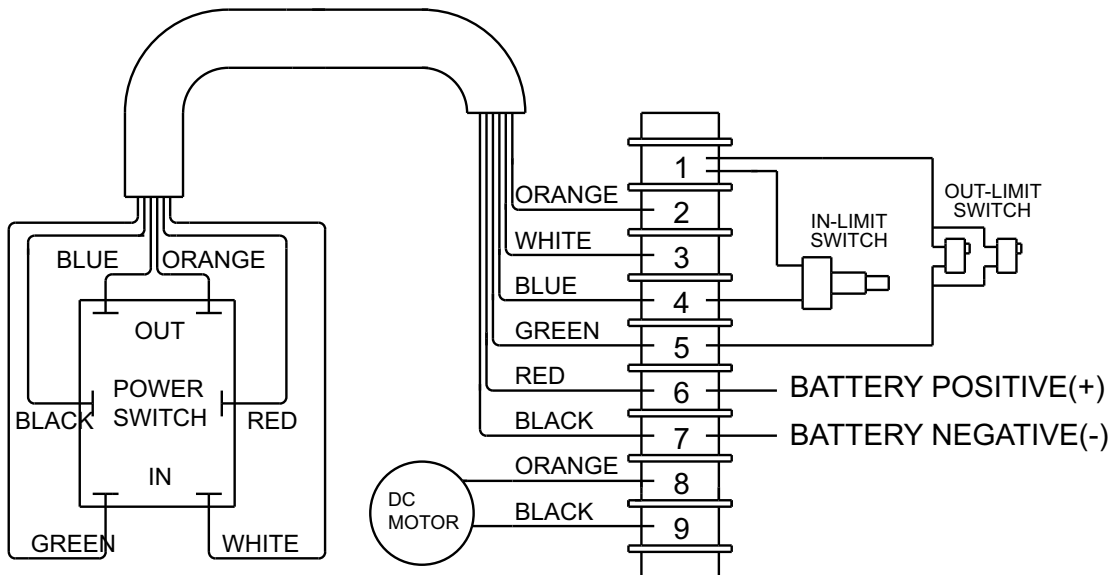 1
ORANGE
2
OUT-LIMIT
SWITCH
IN-LIMIT
SWITCH
WHITE
3
BLUE
ORANGE
BLUE
4
OUT
GREEN
5
POWER
SWITCH
BLACK
RED
RED
6
BATTERY POSITIVE(+)
BLACK
7
BATTERY NEGATIVE(-)
IN
ORANGE
8
DC
MOTOR
BLACK
9
GREEN
WHITE